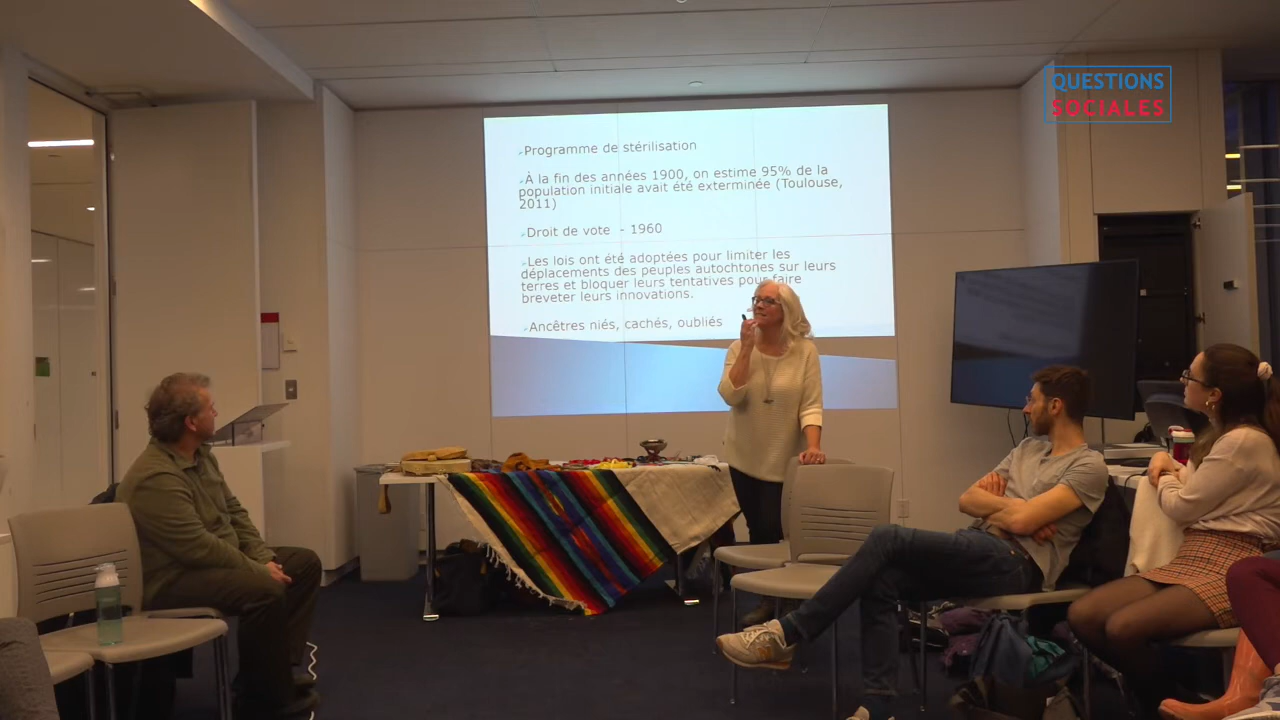 QUESTIONS
SOCIALES
Programme de stérilisation
À la fin des années 1900, on estime 95% de la
population initiale avait été exterminée (Toulouse,
2011)
Droit de vote - 1960
Les lois ont été adoptées pour limiter les
déplacements des peuples autochtones sur leurs
terres et bloquer leurs tentatives pour faire
breveter leurs innovations.
Ancêtres niés, cachés, oubliés